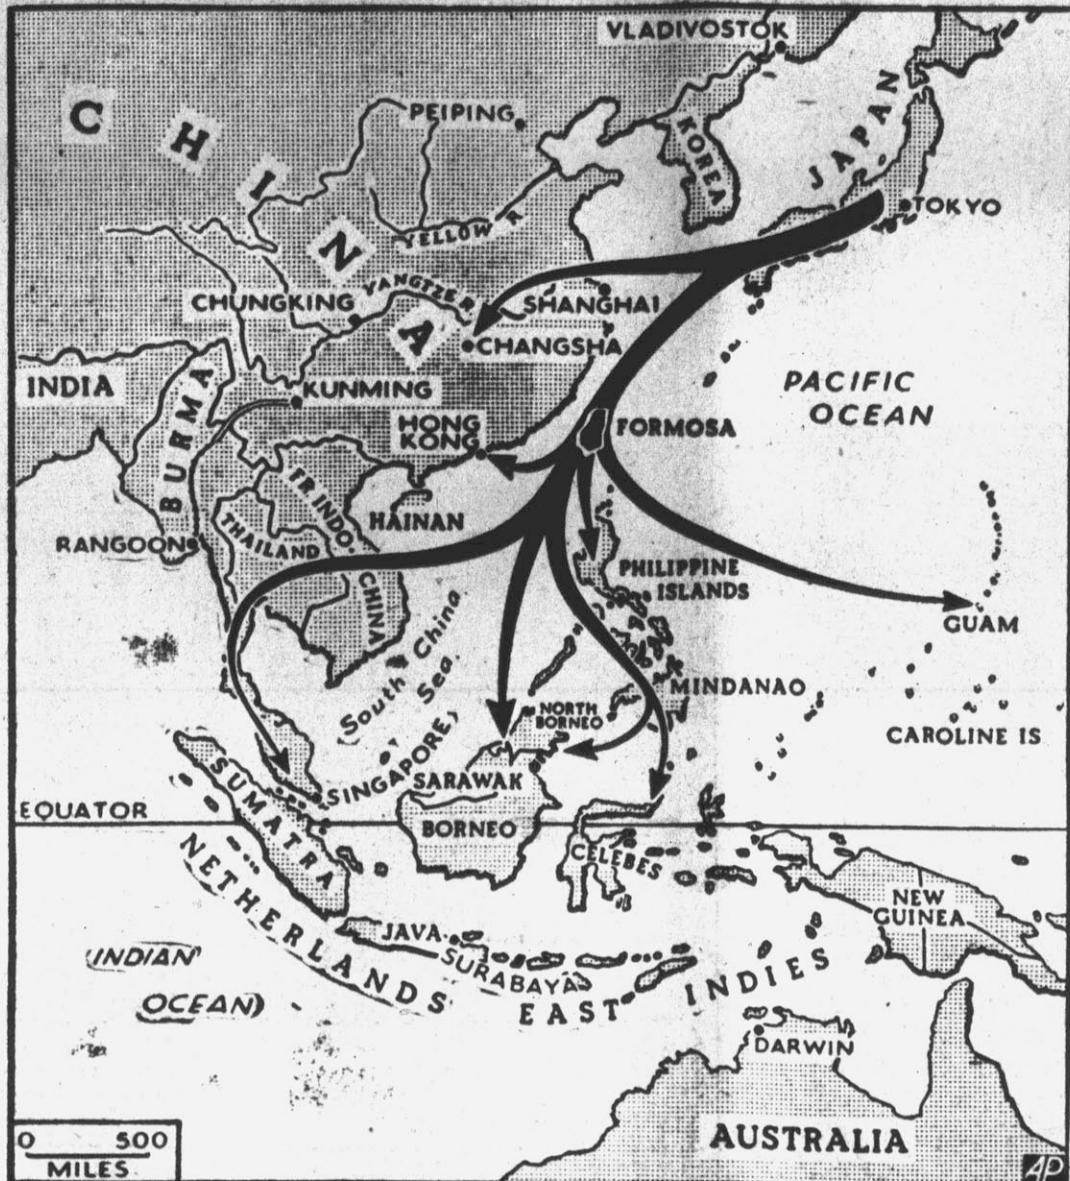 VLADIVOSTOK
CHINA
PEIPING
KOREA
JAPAN
TOKYO
YELLOW R
YANGTZE R.
CHUNGKING
SHANGHAI
CHANGSHA
INDIA
BURMA
KUNMING
HONG
KONG
FORMOSA
PACIFIC
OCEAN
FR INDO-
CHINA
HAINAN
THAILAND
RANGOON
PHILIPPINE
ISLANDS
GUAM
South China
Sea
MINDANAO
NORTH
BORNEO
CAROLINE IS
SINGAPORE
SARAWAK
SUMATRA
EQUATOR
BORNEO
CELEBES
NEW
GUINEA
JAVA
SURABAYA
NETHERLANDS EAST INDIES
INDIAN
OCEAN
DARWIN
AUSTRALIA
0 500
MILES
AP